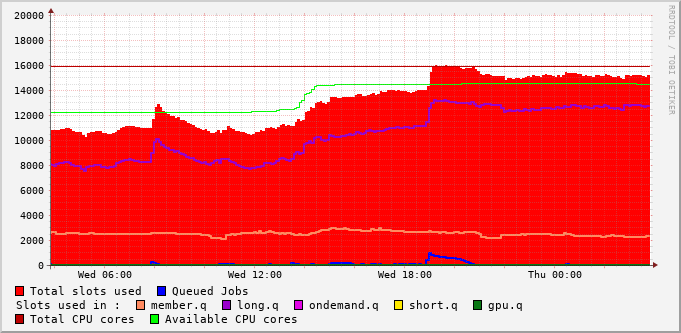 20000
18000
16000
14000
12000
10000
8000
6000
4000
2000
0
Wed 06:00 Wed 12:00 Wed 18:00 Thu 00:00
RRDTOOL / TOBI OETIKER
Total slots used Queued Jobs
Slots used in : member.q long.q ondemand.q short.q gpu.q
Total CPU cores Available CPU cores